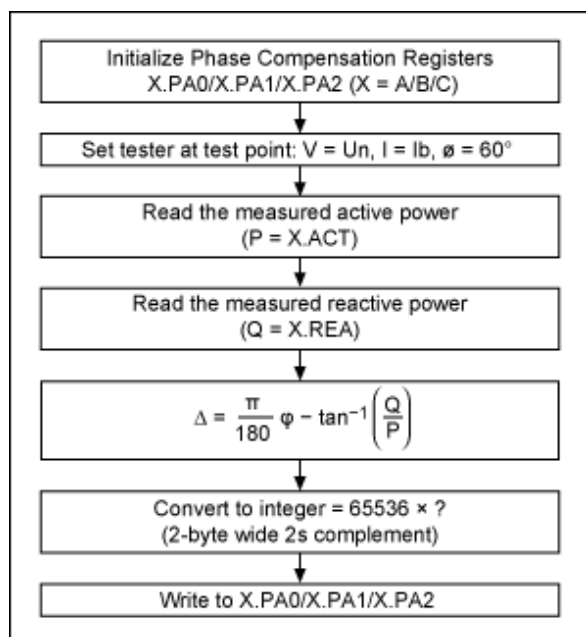 Initialize Phase Compensation Registers
X.PA0/X.PA1/X.PA2 (X = A/B/C)
Set tester at test point: V = Un, I = Ib, ø = 60°
Read the measured active power
(P = X.ACT)
Read the measured reactive power
(Q = X.REA)
Δ = π/180 φ − tan⁻¹(Q/P)
Convert to integer = 65536 × ?
(2-byte wide 2s complement)
Write to X.PA0/X.PA1/X.PA2